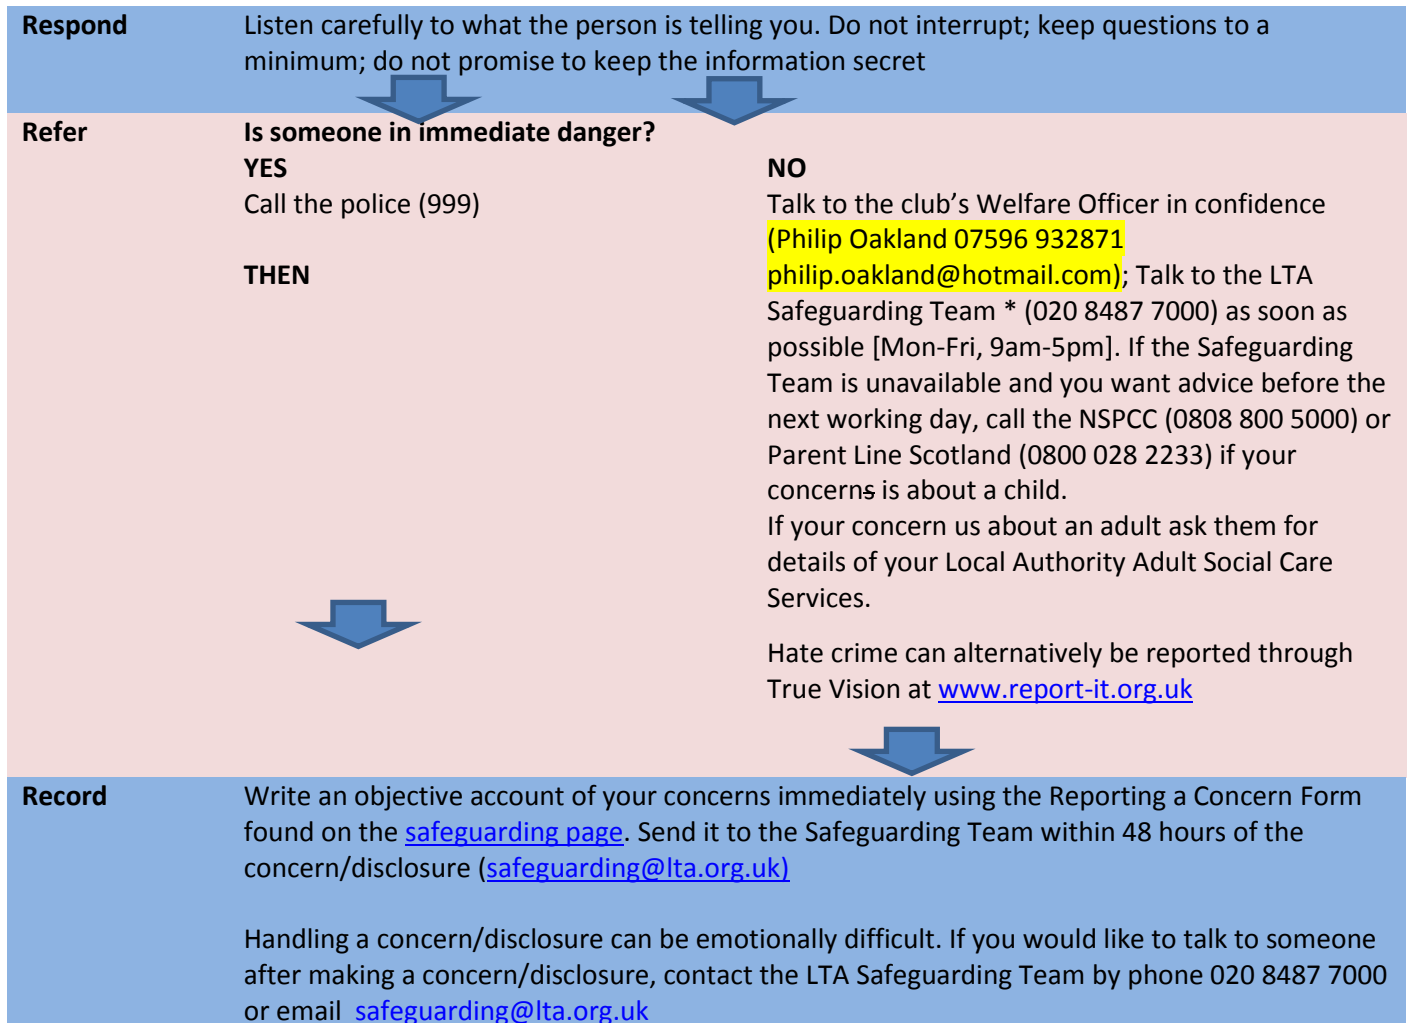 Respond
Listen carefully to what the person is telling you. Do not interrupt; keep questions to a
minimum; do not promise to keep the information secret
Refer
Is someone in immediate danger?
YES
Call the police (999)
THEN
NO
Talk to the club’s Welfare Officer in confidence
(Philip Oakland 07596 932871
philip.oakland@hotmail.com); Talk to the LTA
Safeguarding Team * (020 8487 7000) as soon as
possible [Mon-Fri, 9am-5pm]. If the Safeguarding
Team is unavailable and you want advice before the
next working day, call the NSPCC (0808 800 5000) or
Parent Line Scotland (0800 028 2233) if your
concerns is about a child.
If your concern us about an adult ask them for
details of your Local Authority Adult Social Care
Services.
Hate crime can alternatively be reported through
True Vision at www.report-it.org.uk
Record
Write an objective account of your concerns immediately using the Reporting a Concern Form
found on the safeguarding page. Send it to the Safeguarding Team within 48 hours of the
concern/disclosure (safeguarding@lta.org.uk)
Handling a concern/disclosure can be emotionally difficult. If you would like to talk to someone
after making a concern/disclosure, contact the LTA Safeguarding Team by phone 020 8487 7000
or email safeguarding@lta.org.uk